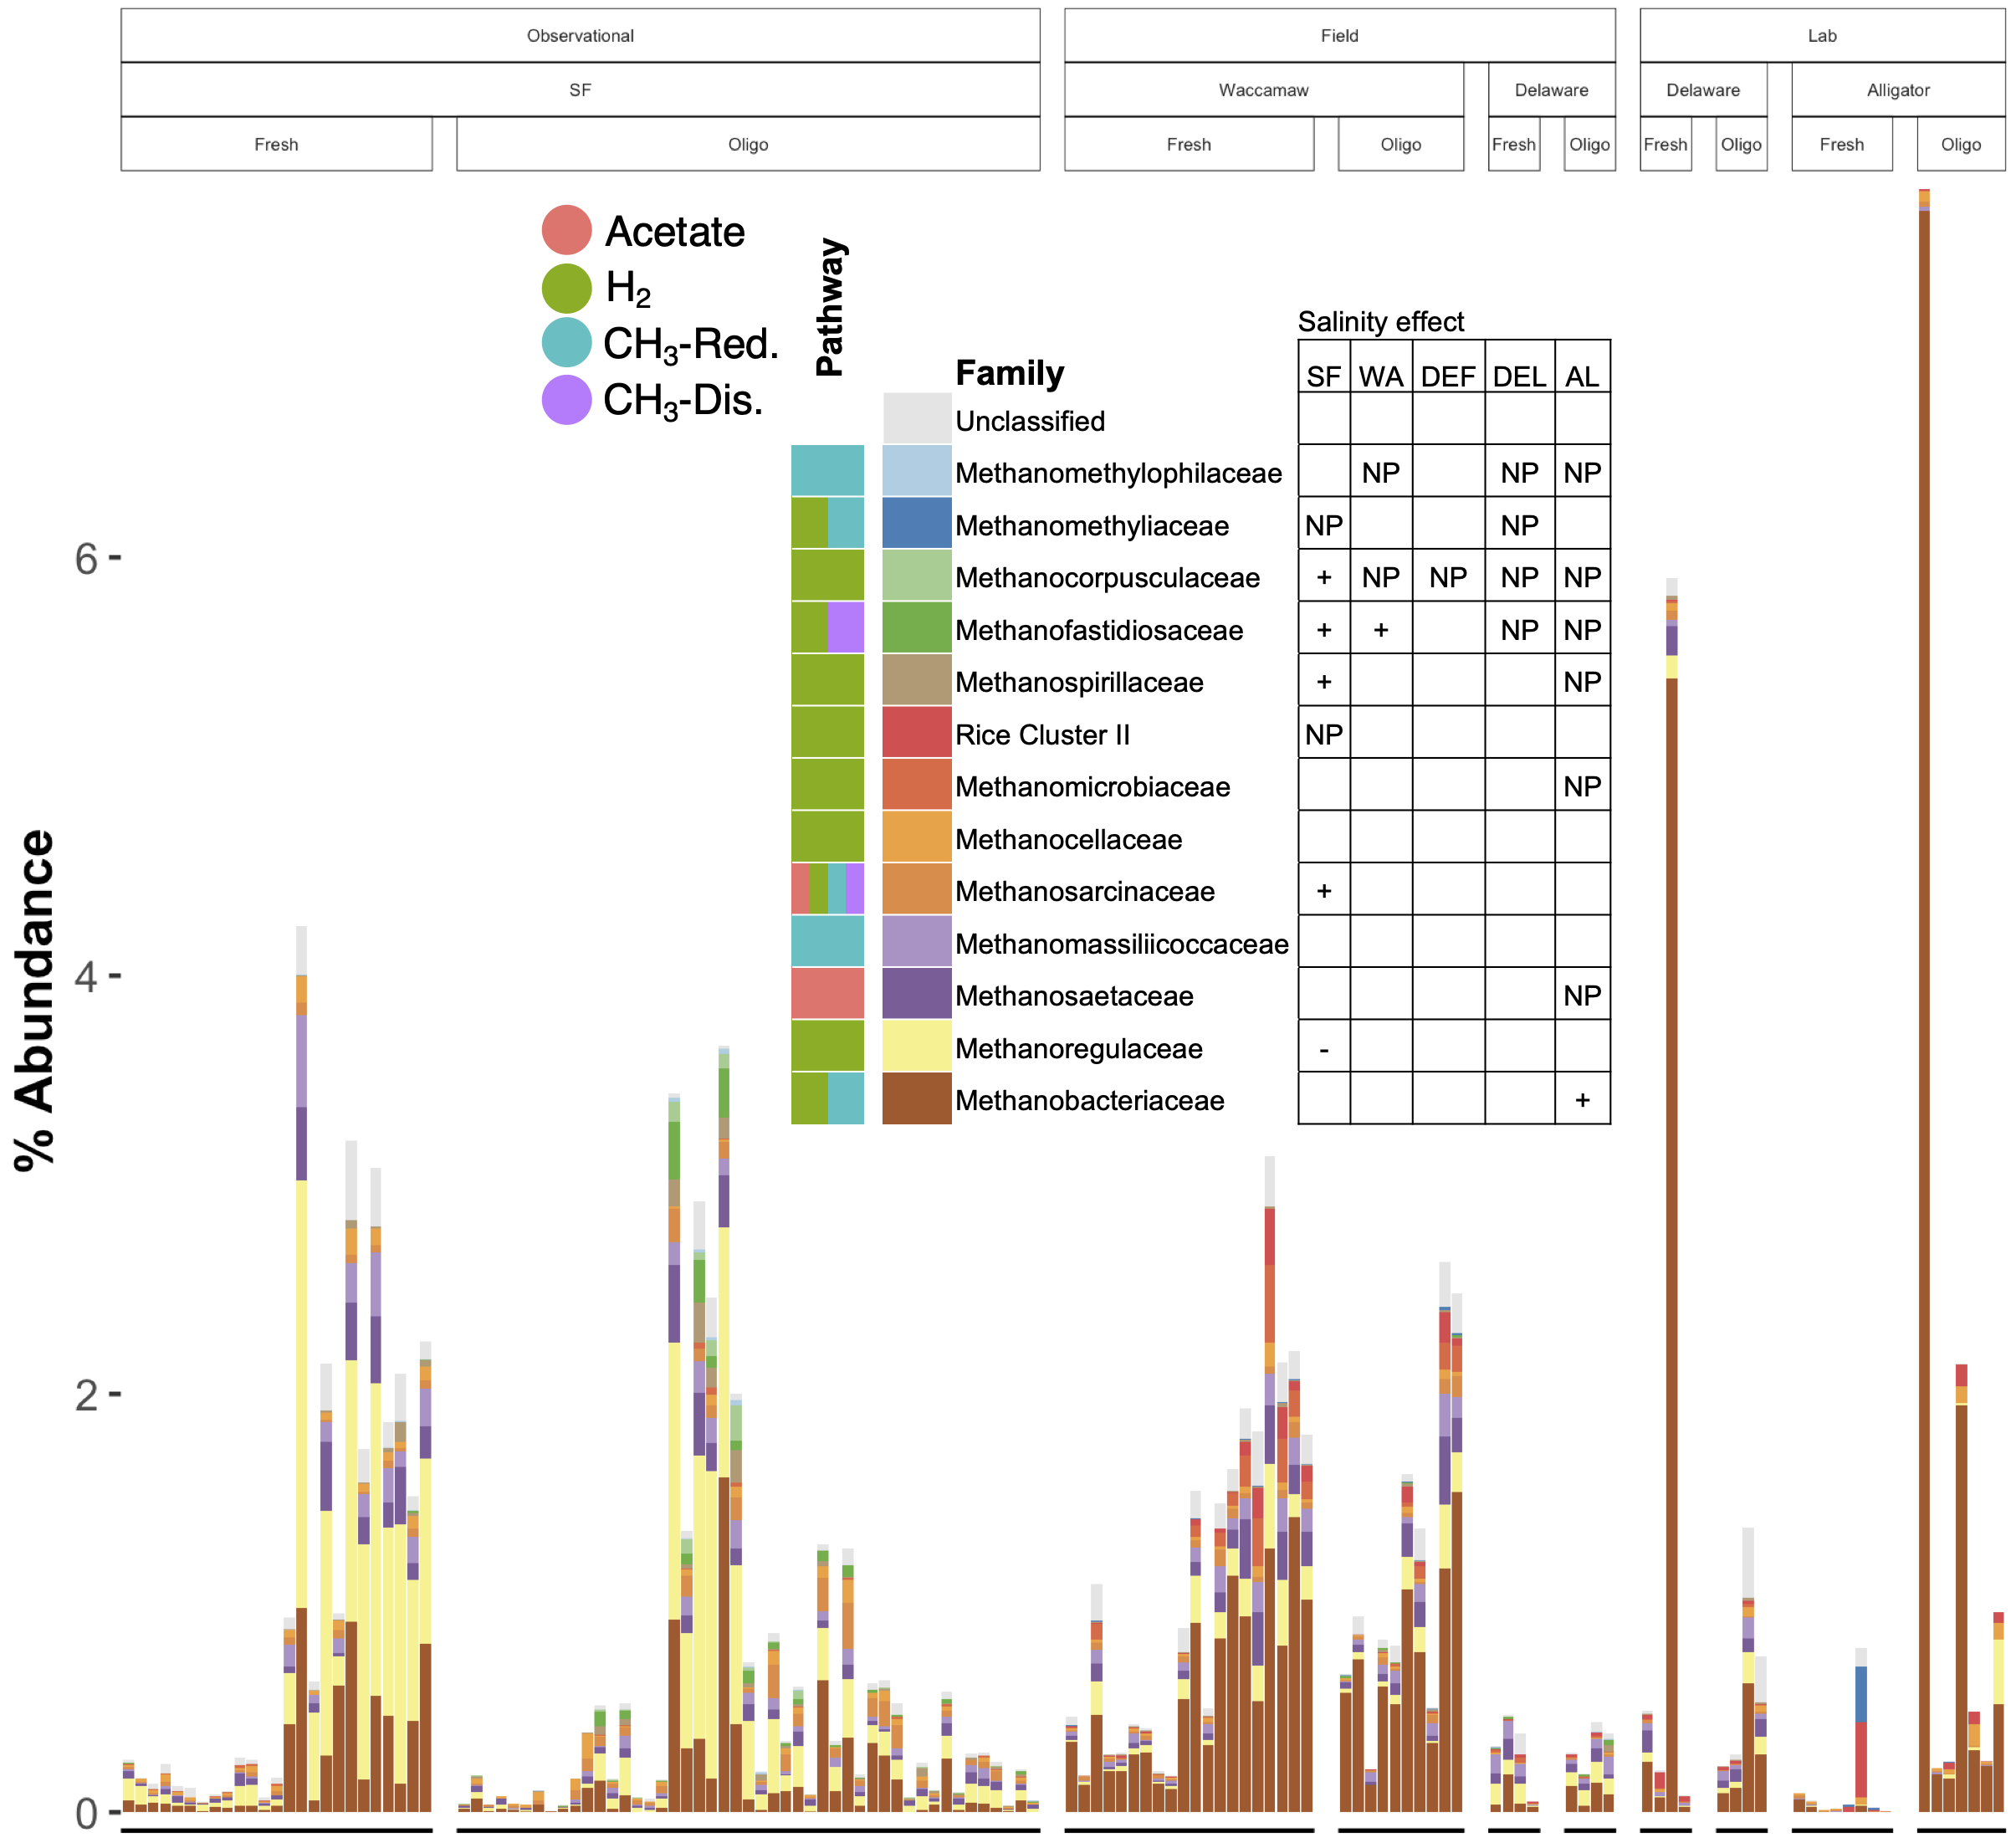 Observational Field Lab
SF Waccamaw Delaware Delaware Alligator
Fresh Oligo Fresh Oligo Fresh Oligo Fresh Oligo Fresh Oligo
Acetate
H2
CH3-Red.
CH3-Dis.
Pathway
Salinity effect
Family SF WA DEF DEL AL
Unclassified
Methanomethylophilaceae NP NP NP
Methanomethyliaceae NP NP
Methanocorpusculaceae + NP NP NP NP
Methanofastidiosaceae + + NP NP
Methanospirillaceae + NP
Rice Cluster II NP
Methanomicrobiaceae NP
Methanocellaceae
Methanosarcinaceae +
Methanomassiliicoccaceae
Methanosaetaceae NP
Methanoregulaceae -
Methanobacteriaceae +
% Abundance
6
4
2
0